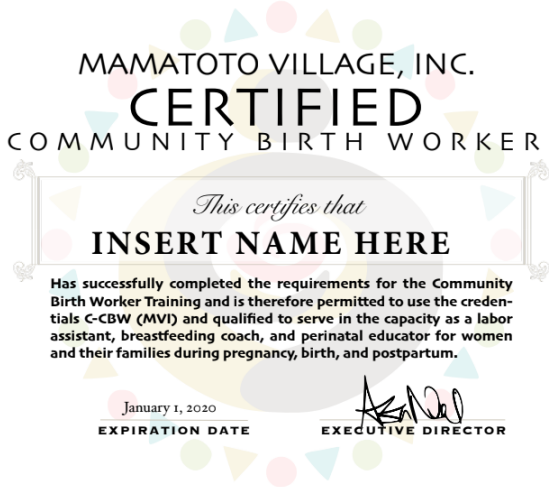 MAMATOTO VILLAGE, INC.
CERTIFIED
COMMUNITY BIRTH WORKER
This certifies that
INSERT NAME HERE
Has successfully completed the requirements for the Community
Birth Worker Training and is therefore permitted to use the creden-
tials C-CBW (MVI) and qualified to serve in the capacity as a labor
assistant, breastfeeding coach, and perinatal educator for women
and their families during pregnancy, birth, and postpartum.
January 1, 2020
EXPIRATION DATE
EXECUTIVE DIRECTOR